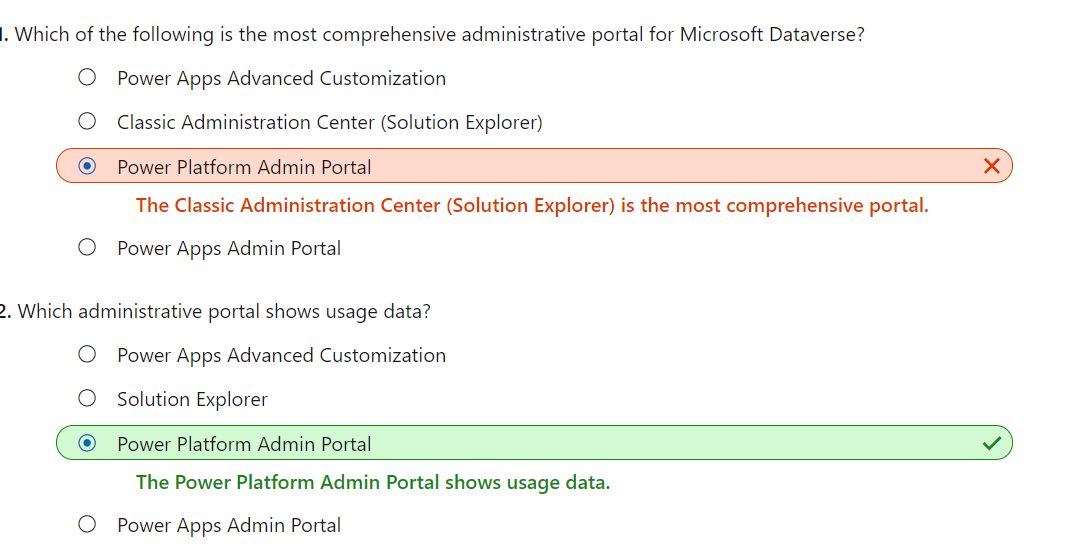 . Which of the following is the most comprehensive administrative portal for Microsoft Dataverse?
Power Apps Advanced Customization
Classic Administration Center (Solution Explorer)
Power Platform Admin Portal
The Classic Administration Center (Solution Explorer) is the most comprehensive portal.
Power Apps Admin Portal
2. Which administrative portal shows usage data?
Power Apps Advanced Customization
Solution Explorer
Power Platform Admin Portal
The Power Platform Admin Portal shows usage data.
Power Apps Admin Portal